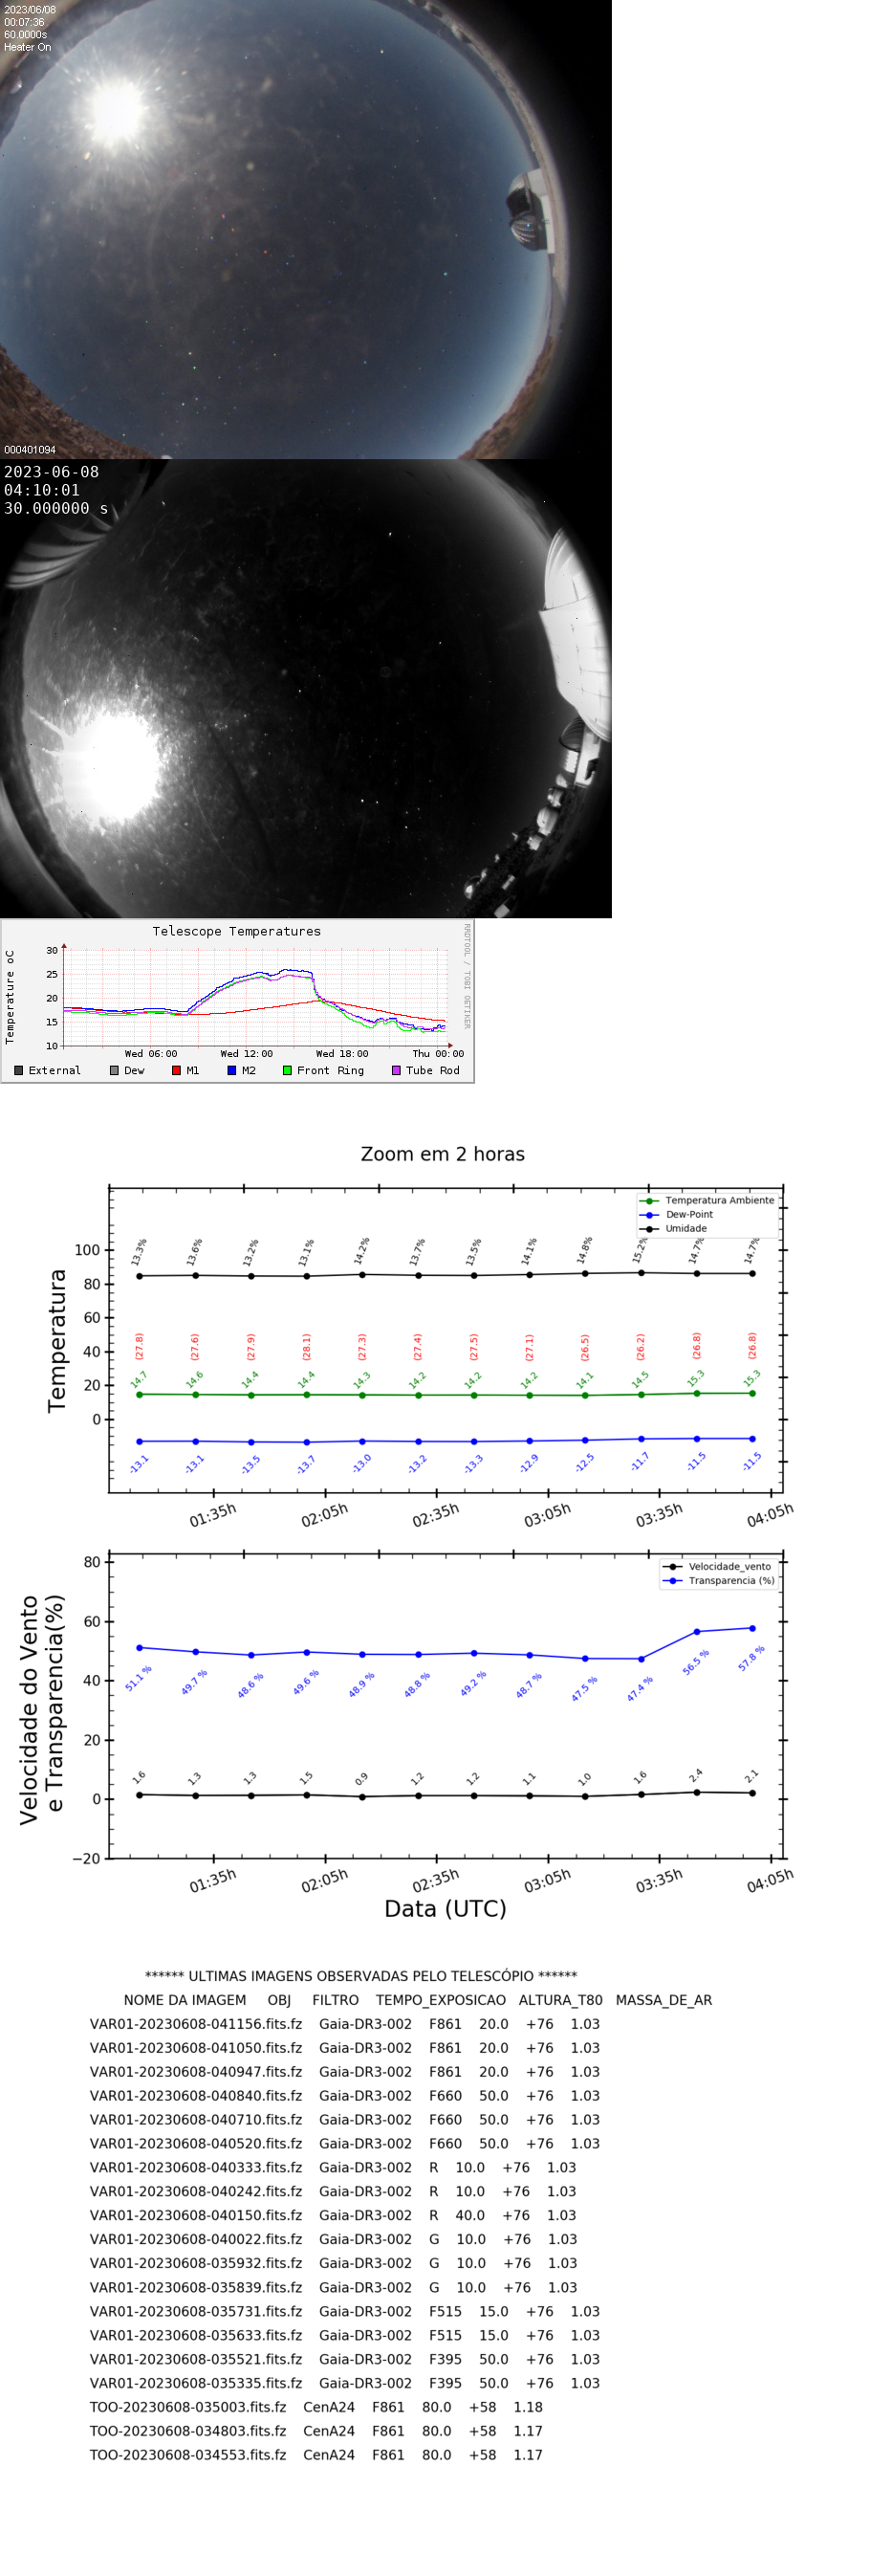 2023/06/08
00:07:36
60.0000s
Heater On
000401094
2023-06-08
04:10:01
30.000000 s
Telescope Temperatures
RRDTOOL / TOBI OETIKER
Temperature oC
30
25
20
15
10
Wed 06:00 Wed 12:00 Wed 18:00 Thu 00:00
External Dew M1 M2 Front Ring Tube Rod
Zoom em 2 horas
Temperatura Ambiente
Dew-Point
Umidade
Temperatura
100
80
60
40
20
0
13.3% 13.6% 13.2% 13.1% 14.2% 13.7% 13.5% 14.1% 14.8% 15.2% 14.7% 14.7%
(27.8) (27.6) (27.9) (28.1) (27.3) (27.4) (27.5) (27.1) (26.5) (26.2) (26.8) (26.8)
14.7 14.6 14.4 14.4 14.3 14.2 14.2 14.2 14.1 14.5 15.3 15.3
-13.1 -13.1 -13.5 -13.7 -13.0 -13.2 -13.3 -12.9 -12.5 -11.7 -11.5 -11.5
01:35h 02:05h 02:35h 03:05h 03:35h 04:05h
Velocidade_vento
Transparencia (%)
Velocidade do Vento
e Transparencia(%)
80
60
40
20
0
−20
51.1 % 49.7 % 48.6 % 49.6 % 48.9 % 48.8 % 49.2 % 48.7 % 47.5 % 47.4 % 56.5 % 57.8 %
1.6 1.3 1.3 1.5 0.9 1.2 1.2 1.1 1.0 1.6 2.4 2.1
01:35h 02:05h 02:35h 03:05h 03:35h 04:05h
Data (UTC)
****** ULTIMAS IMAGENS OBSERVADAS PELO TELESCÓPIO ******
NOME DA IMAGEM OBJ FILTRO TEMPO_EXPOSICAO ALTURA_T80 MASSA_DE_AR
VAR01-20230608-041156.fits.fz Gaia-DR3-002 F861 20.0 +76 1.03
VAR01-20230608-041050.fits.fz Gaia-DR3-002 F861 20.0 +76 1.03
VAR01-20230608-040947.fits.fz Gaia-DR3-002 F861 20.0 +76 1.03
VAR01-20230608-040840.fits.fz Gaia-DR3-002 F660 50.0 +76 1.03
VAR01-20230608-040710.fits.fz Gaia-DR3-002 F660 50.0 +76 1.03
VAR01-20230608-040520.fits.fz Gaia-DR3-002 F660 50.0 +76 1.03
VAR01-20230608-040333.fits.fz Gaia-DR3-002 R 10.0 +76 1.03
VAR01-20230608-040242.fits.fz Gaia-DR3-002 R 10.0 +76 1.03
VAR01-20230608-040150.fits.fz Gaia-DR3-002 R 40.0 +76 1.03
VAR01-20230608-040022.fits.fz Gaia-DR3-002 G 10.0 +76 1.03
VAR01-20230608-035932.fits.fz Gaia-DR3-002 G 10.0 +76 1.03
VAR01-20230608-035839.fits.fz Gaia-DR3-002 G 10.0 +76 1.03
VAR01-20230608-035731.fits.fz Gaia-DR3-002 F515 15.0 +76 1.03
VAR01-20230608-035633.fits.fz Gaia-DR3-002 F515 15.0 +76 1.03
VAR01-20230608-035521.fits.fz Gaia-DR3-002 F395 50.0 +76 1.03
VAR01-20230608-035335.fits.fz Gaia-DR3-002 F395 50.0 +76 1.03
TOO-20230608-035003.fits.fz CenA24 F861 80.0 +58 1.18
TOO-20230608-034803.fits.fz CenA24 F861 80.0 +58 1.17
TOO-20230608-034553.fits.fz CenA24 F861 80.0 +58 1.17